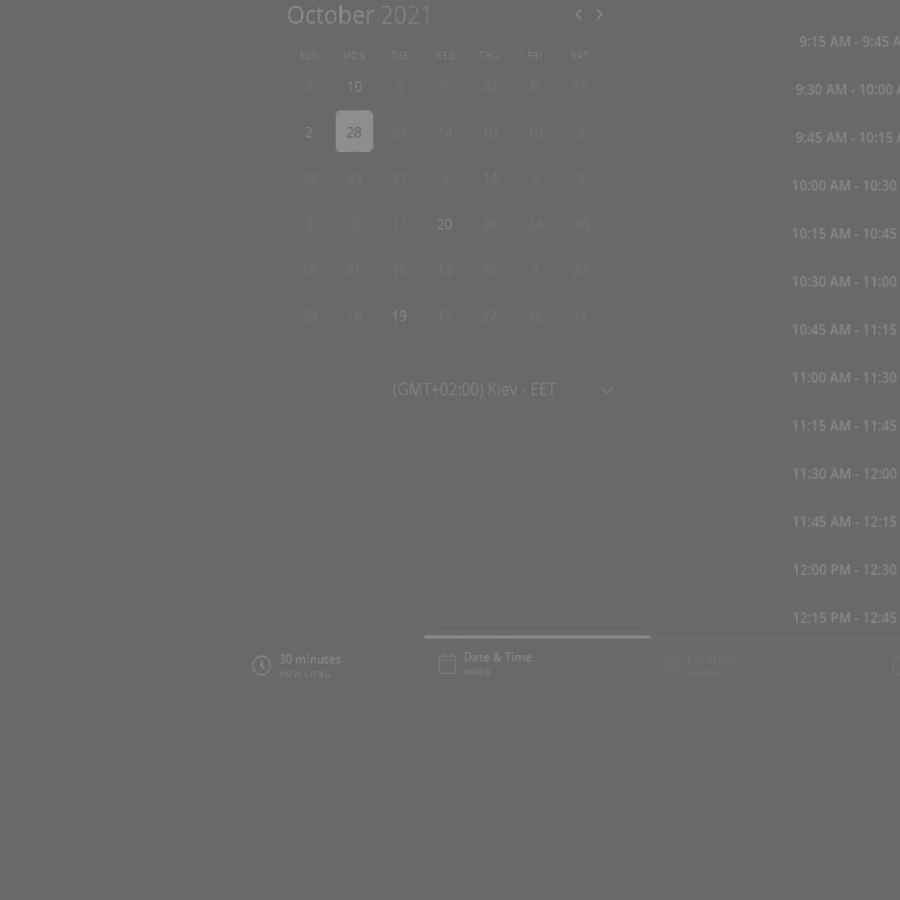 October 2021
SUN MON TUE WED THU FRI SAT
3 10 5 8 22 6 19
2 28 24 14 10 10 8
28 23 31 7 14 7 3
3 9 17 20 29 24 30
18 21 15 13 19 3 27
20 18 19 17 27 16 11
(GMT+02:00) Kiev - EET
9:15 AM - 9:45 A
9:30 AM - 10:00 A
9:45 AM - 10:15 A
10:00 AM - 10:30
10:15 AM - 10:45
10:30 AM - 11:00
10:45 AM - 11:15
11:00 AM - 11:30
11:15 AM - 11:45
11:30 AM - 12:00
11:45 AM - 12:15
12:00 PM - 12:30
12:15 PM - 12:45
30 minutes
HOW LONG
Date & Time
WHEN
Location
WHERE